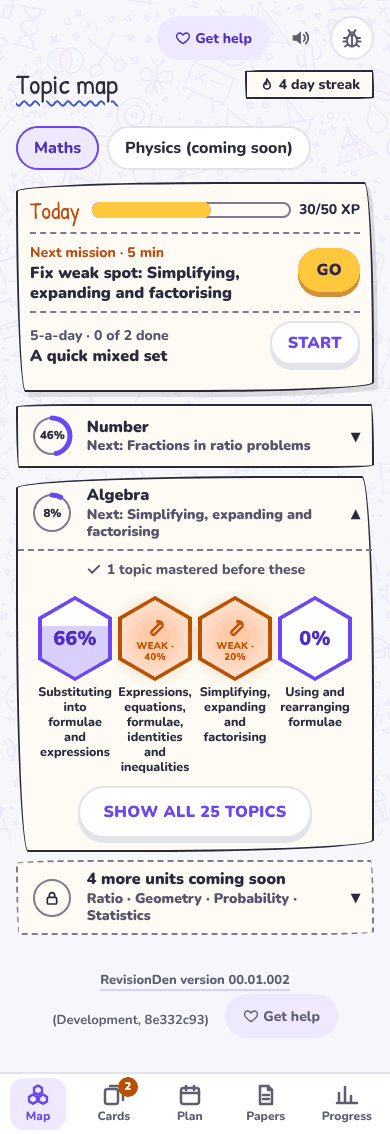 Get help
Topic map
4 day streak
Maths
Physics (coming soon)
Today
30/50 XP
Next mission · 5 min
Fix weak spot: Simplifying,
expanding and factorising
GO
5-a-day · 0 of 2 done
A quick mixed set
START
46%
Number
Next: Fractions in ratio problems
▼
8%
Algebra
Next: Simplifying, expanding and
factorising
▲
1 topic mastered before these
66%
WEAK ·
40%
WEAK ·
20%
0%
Substituting
into
formulae
and
expressions
Expressions,
equations,
formulae,
identities
and
inequalities
Simplifying,
expanding
and
factorising
Using and
rearranging
formulae
SHOW ALL 25 TOPICS
4 more units coming soon
Ratio · Geometry · Probability ·
Statistics
▼
RevisionDen version 00.01.002
(Development, 8e332c93)
Get help
2
Map
Cards
Plan
Papers
Progress